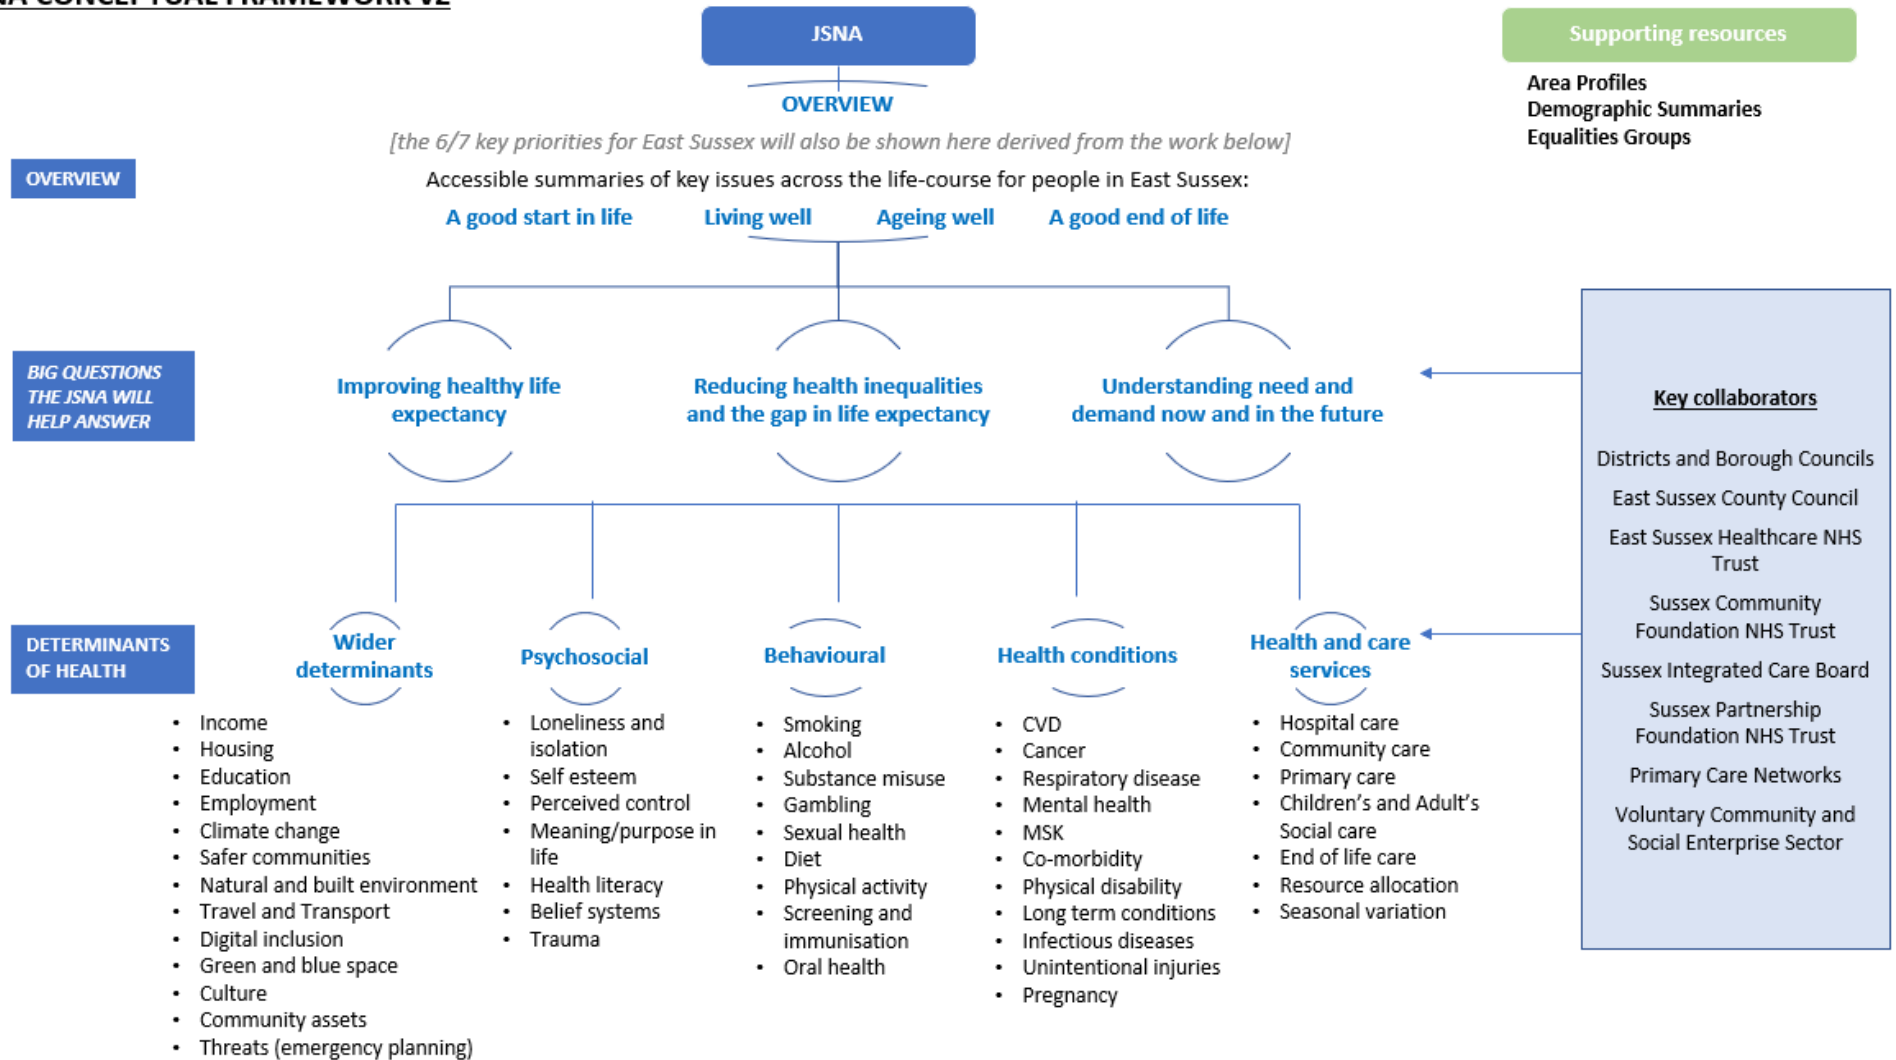 CONCEPTUAL FRAMEWORK V2
JSNA
Supporting resources
Area Profiles
Demographic Summaries
Equalities Groups
OVERVIEW
[the 6/7 key priorities for East Sussex will also be shown here derived from the work below]
OVERVIEW
Accessible summaries of key issues across the life-course for people in East Sussex:
A good start in life
Living well
Ageing well
A good end of life
BIG QUESTIONS
THE JSNA WILL
HELP ANSWER
Improving healthy life
expectancy
Reducing health inequalities
and the gap in life expectancy
Understanding need and
demand now and in the future
Key collaborators
Districts and Borough Councils
East Sussex County Council
East Sussex Healthcare NHS
Trust
Sussex Community
Foundation NHS Trust
Sussex Integrated Care Board
Sussex Partnership
Foundation NHS Trust
Primary Care Networks
Voluntary Community and
Social Enterprise Sector
DETERMINANTS
OF HEALTH
Wider
determinants
• Income
• Housing
• Education
• Employment
• Climate change
• Safer communities
• Natural and built environment
• Travel and Transport
• Digital inclusion
• Green and blue space
• Culture
• Community assets
• Threats (emergency planning)
Psychosocial
• Loneliness and
isolation
• Self esteem
• Perceived control
• Meaning/purpose in
life
• Health literacy
• Belief systems
• Trauma
Behavioural
• Smoking
• Alcohol
• Substance misuse
• Gambling
• Sexual health
• Diet
• Physical activity
• Screening and
immunisation
• Oral health
Health conditions
• CVD
• Cancer
• Respiratory disease
• Mental health
• MSK
• Co-morbidity
• Physical disability
• Long term conditions
• Infectious diseases
• Unintentional injuries
• Pregnancy
Health and care
services
• Hospital care
• Community care
• Primary care
• Children's and Adult's
Social care
• End of life care
• Resource allocation
• Seasonal variation